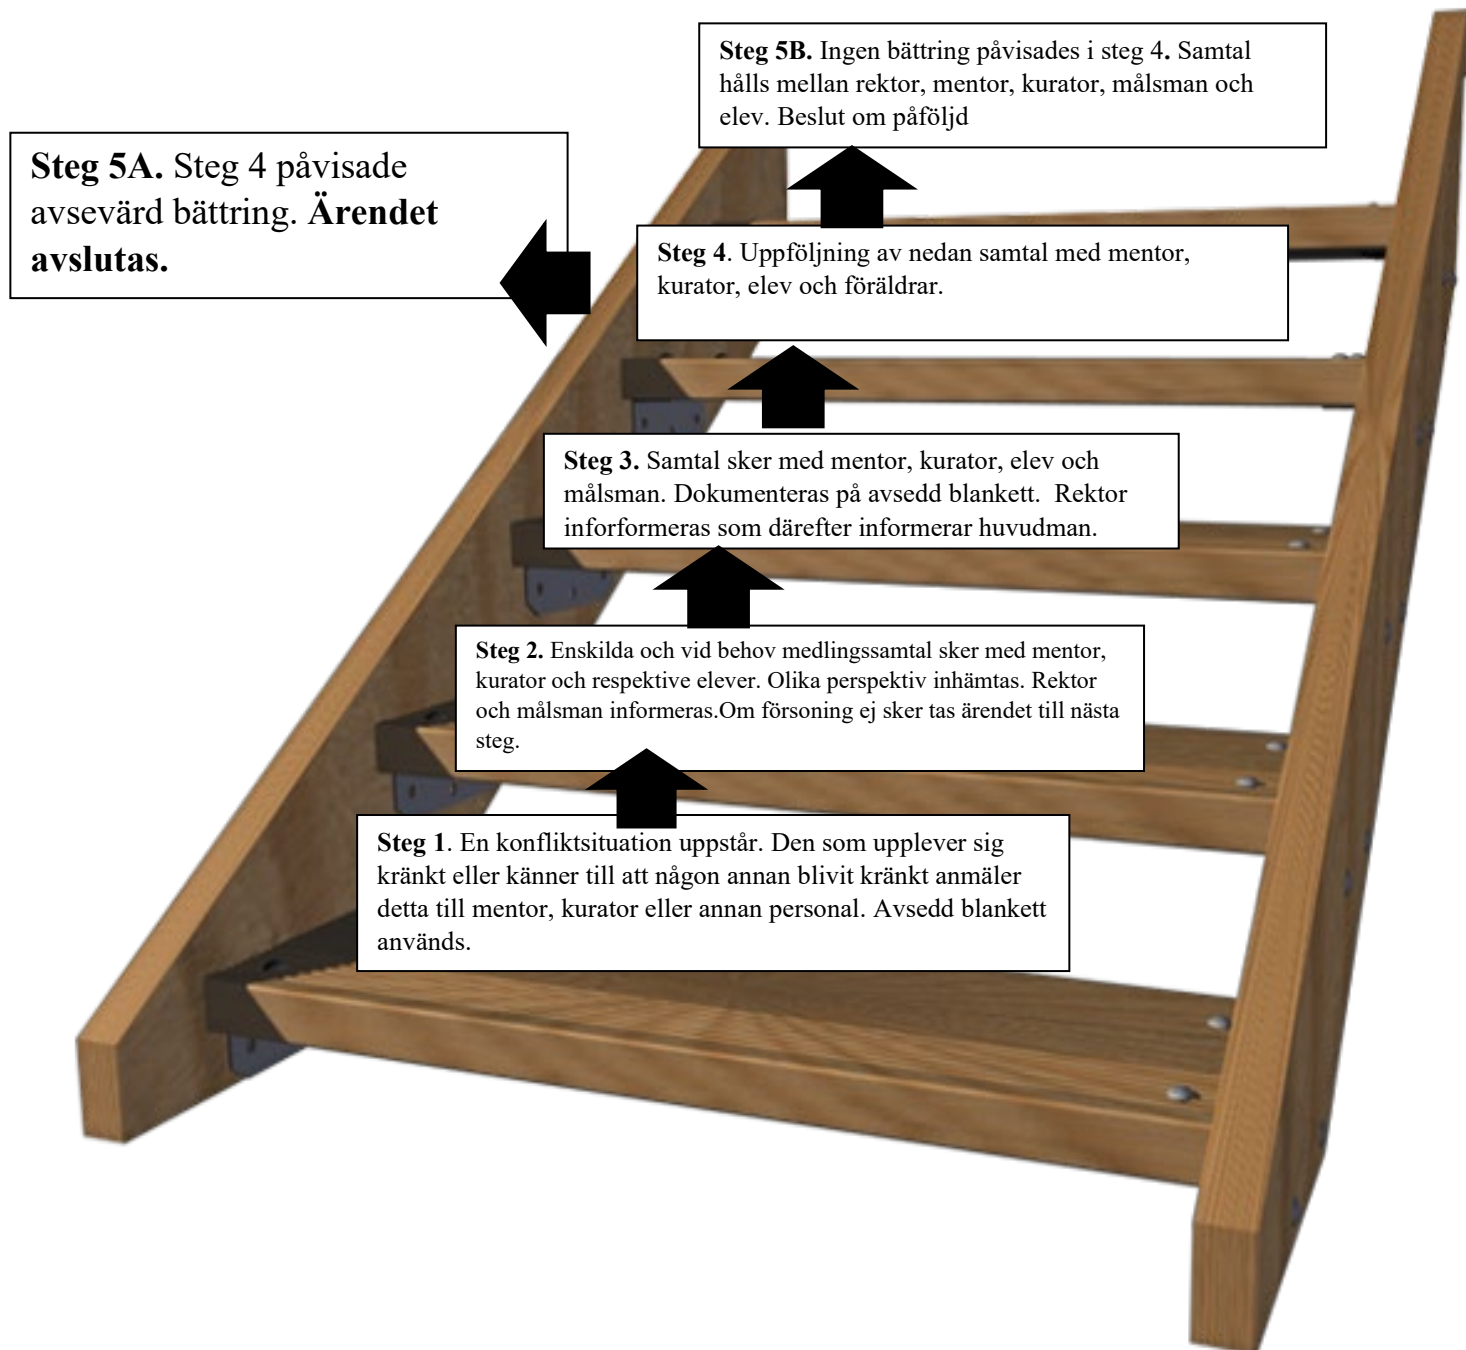 Steg 5B. Ingen bättring påvisades i steg 4. Samtal
hålls mellan rektor, mentor, kurator, målsman och
elev. Beslut om påföljd
Steg 5A. Steg 4 påvisade
avsevärd bättring. Ärendet
avslutas.
Steg 4. Uppföljning av nedan samtal med mentor,
kurator, elev och föräldrar.
Steg 3. Samtal sker med mentor, kurator, elev och
målsman. Dokumenteras på avsedd blankett.  Rektor
inforformeras som därefter informerar huvudman.
Steg 2. Enskilda och vid behov medlingssamtal sker med mentor,
kurator och respektive elever. Olika perspektiv inhämtas. Rektor
och målsman informeras.Om försoning ej sker tas ärendet till nästa
steg.
Steg 1. En konfliktsituation uppstår. Den som upplever sig
kränkt eller känner till att någon annan blivit kränkt anmäler
detta till mentor, kurator eller annan personal. Avsedd blankett
används.